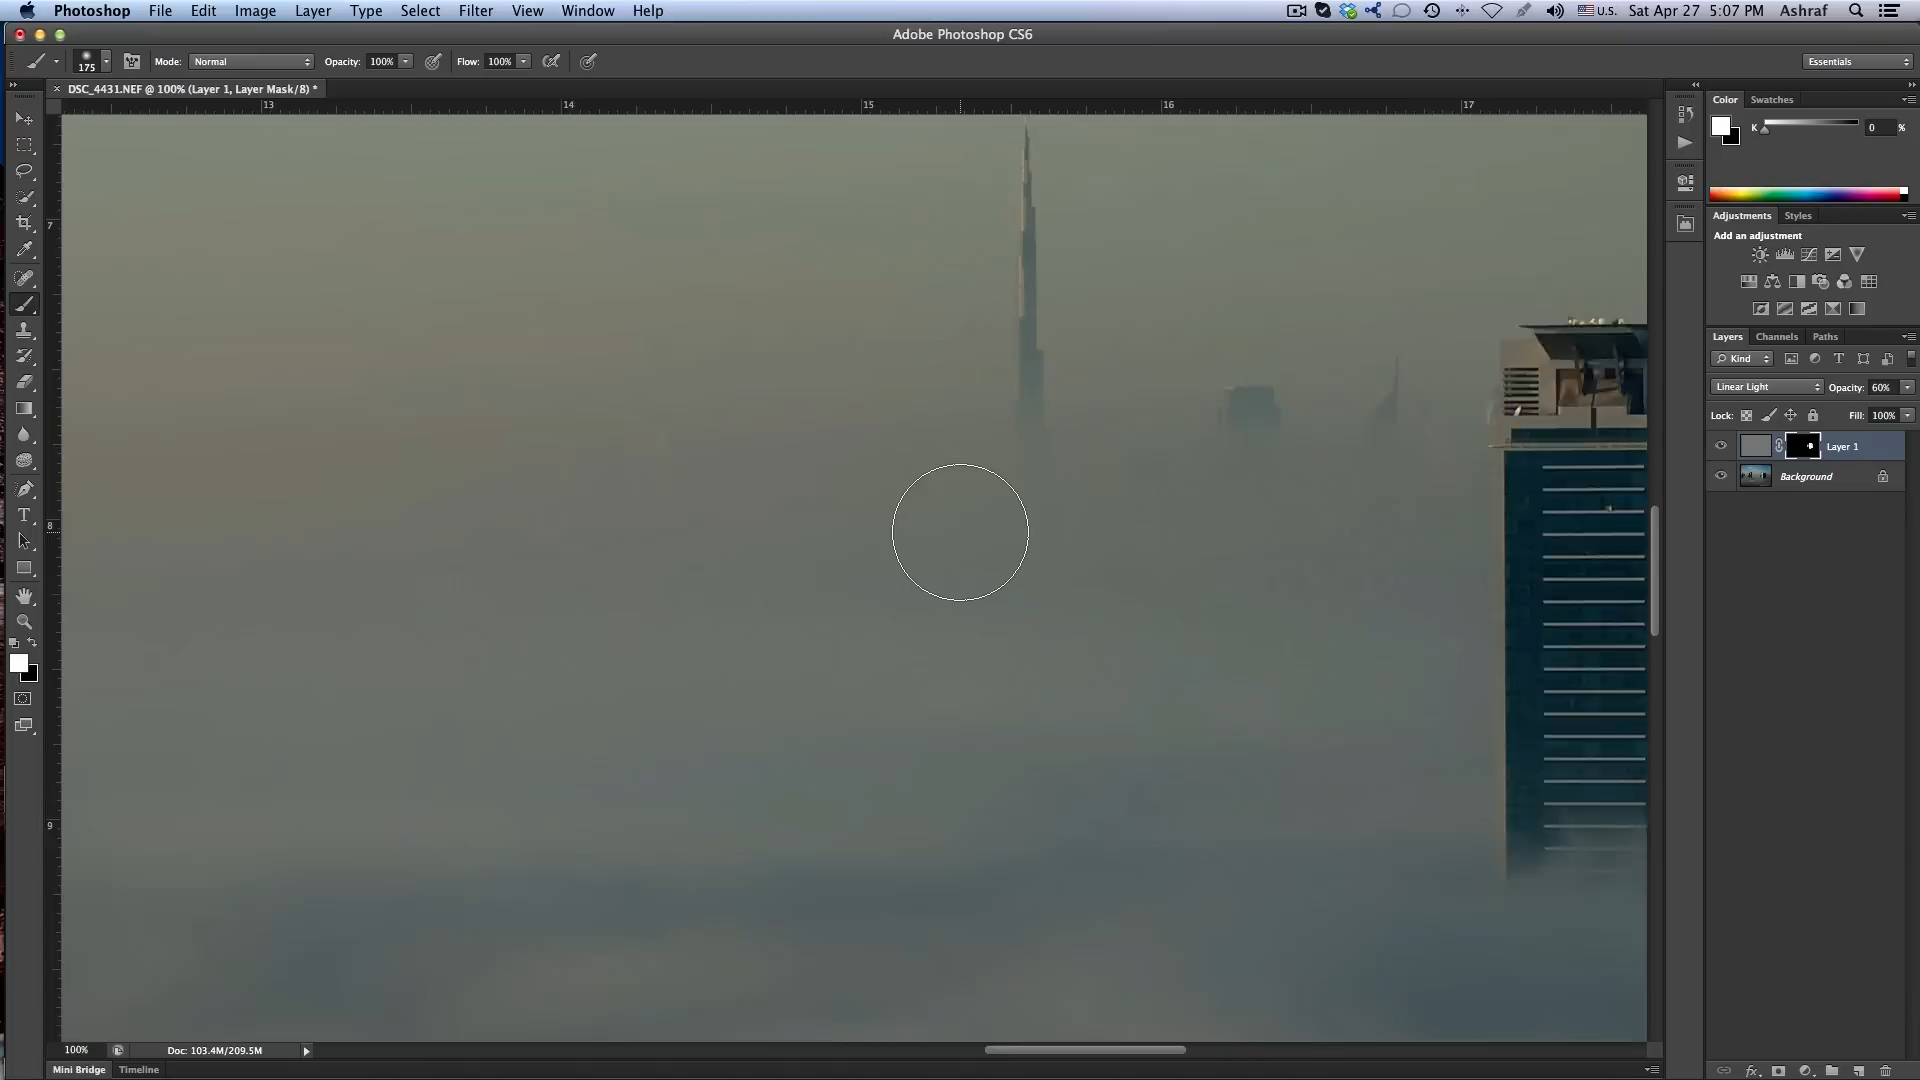 Photoshop File Edit Image Layer Type Select Filter View Window Help U.S. Sat Apr 27 5:07 PM Ashraf
Adobe Photoshop CS6
175 Mode: Normal Opacity: 100% Flow: 100% Essentials
× DSC_4431.NEF @ 100% (Layer 1, Layer Mask/8) *
13 14 15 16 17
7
8
9
Color Swatches
K 0 %
Adjustments Styles
Add an adjustment
Layers Channels Paths
Kind T
Linear Light Opacity: 60%
Lock: Fill: 100%
Layer 1
Background
T
fx
100% Doc: 103.4M/209.5M
Mini Bridge Timeline